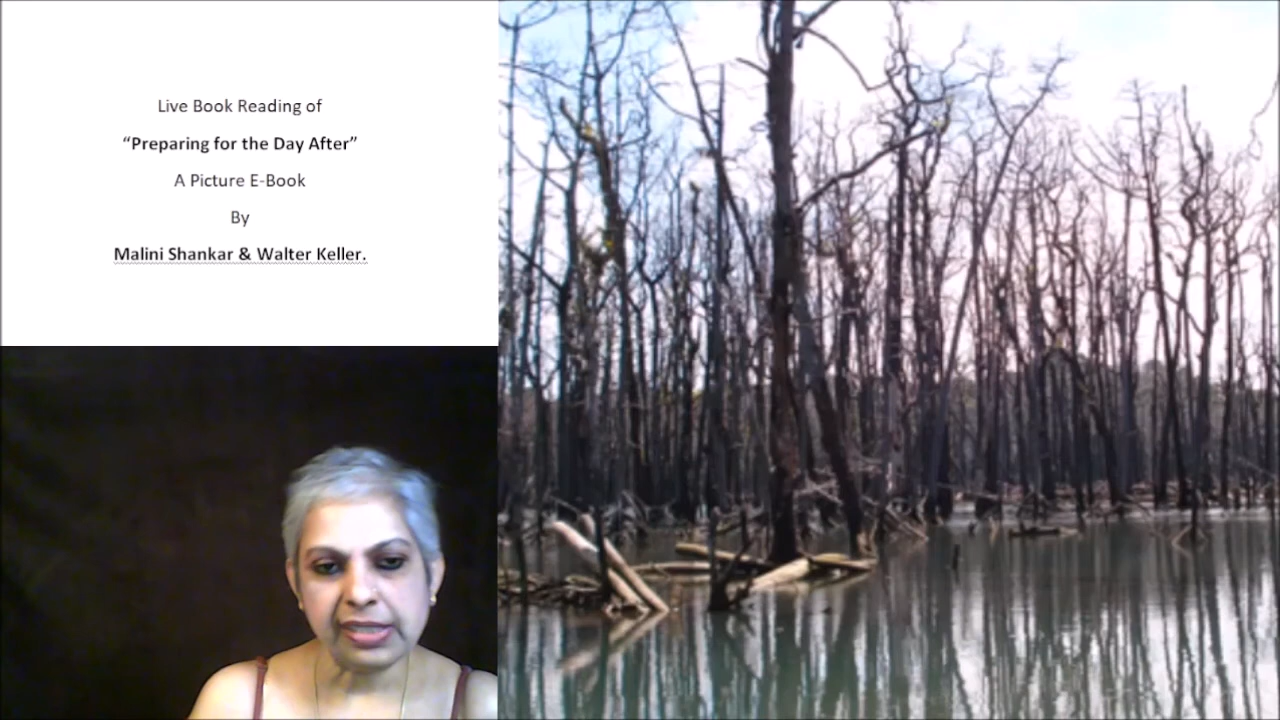 Live Book Reading of
“Preparing for the Day After”
A Picture E-Book
By
Malini Shankar & Walter Keller.